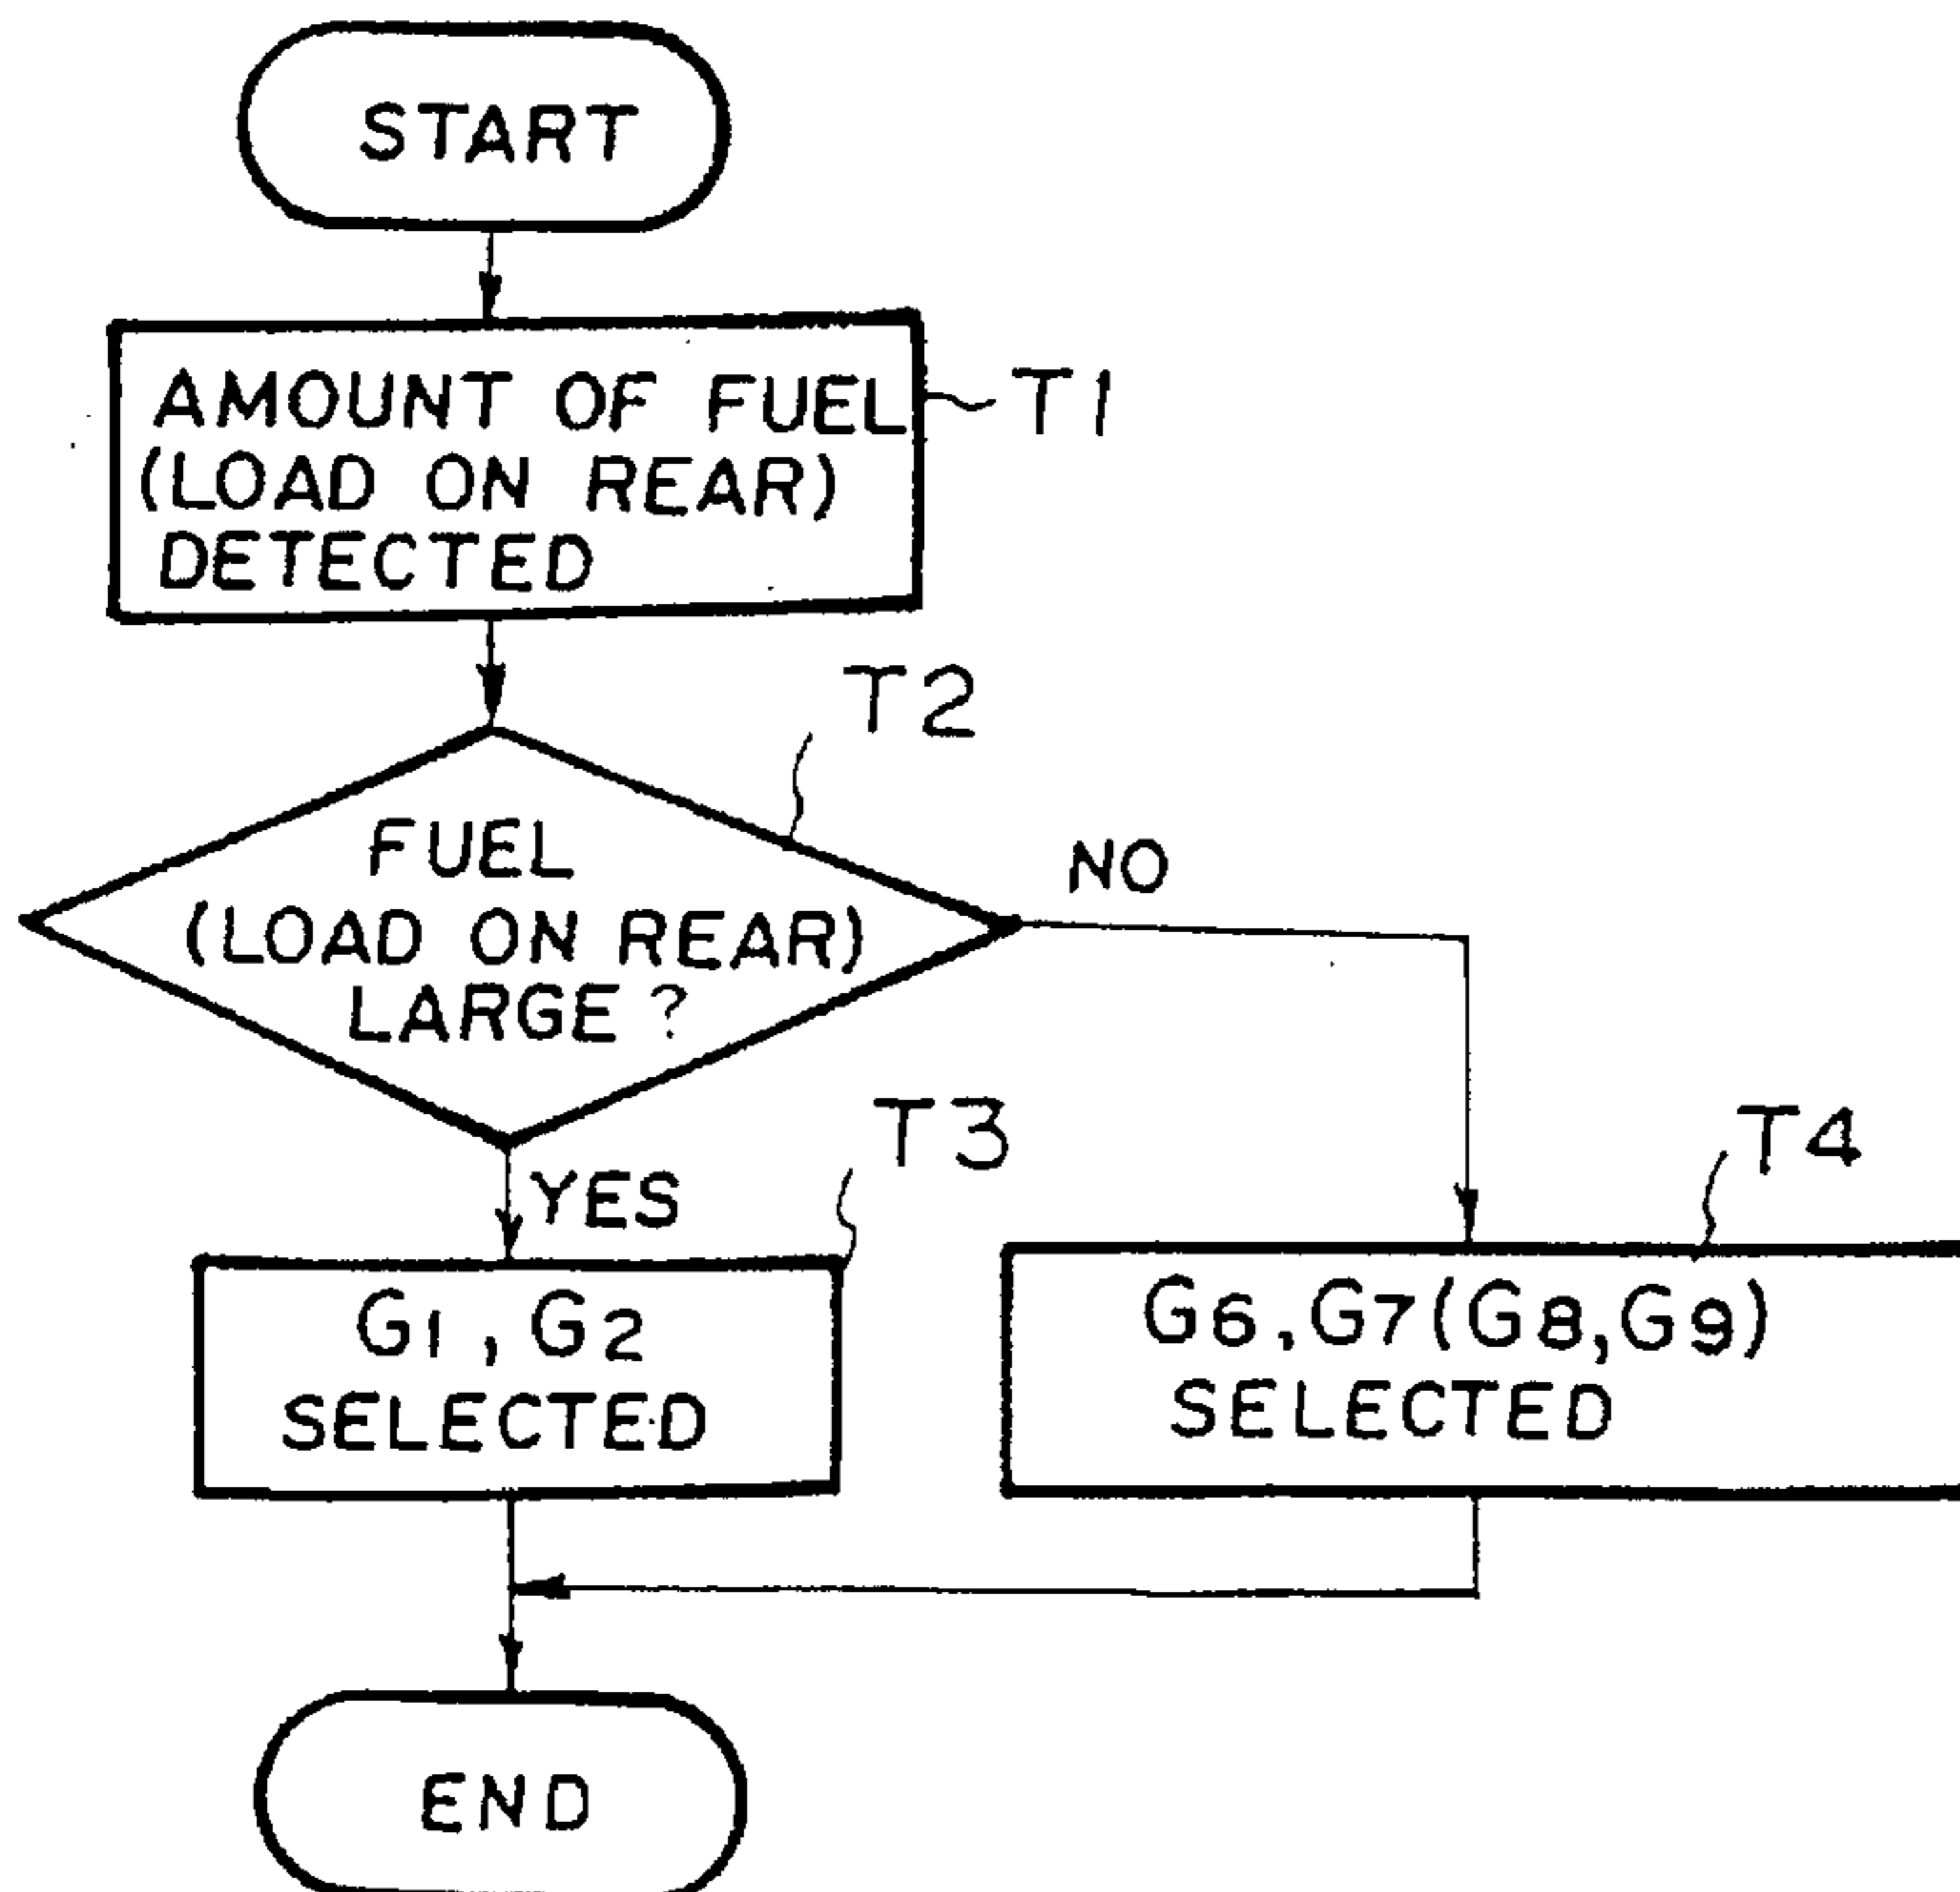 START
AMOUNT OF FUEL
(LOAD ON REAR)
DETECTED
T1
T2
FUEL
(LOAD ON REAR)
LARGE?
NO
YES
T3
G1, G2
SELECTED
T4
G6, G7(G8, G9)
SELECTED
END